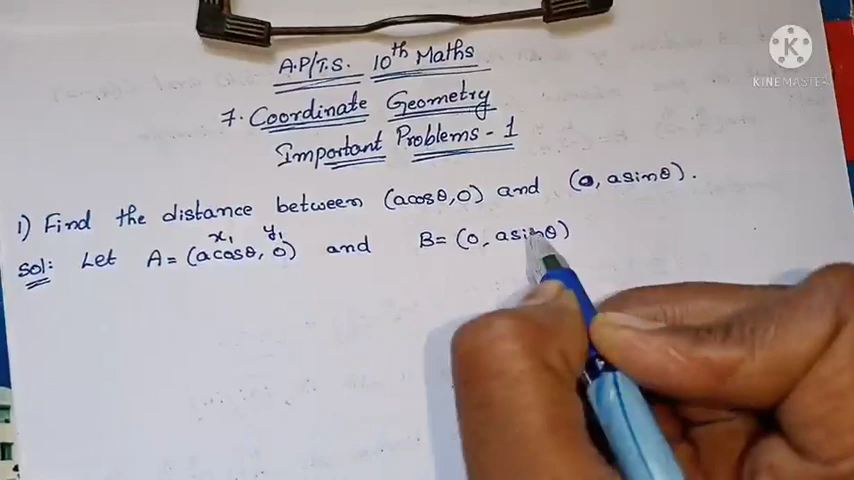 KINEMASTER
A.P/T.S. 10th Maths
7. Coordinate Geometry
Important Problems - 1
1) Find the distance between (acosθ,0) and (0, asinθ).
x₁ y₁
Sol: Let A= (acosθ, 0) and B= (0, asinθ)